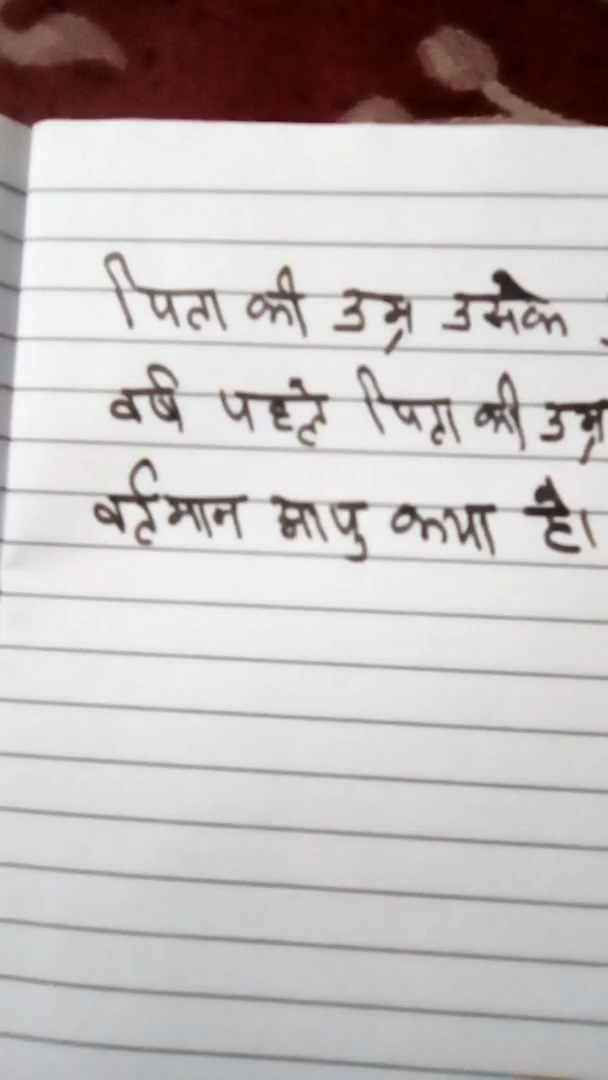 पिता की उम्र उसके
वर्ष पहले पिता की उम्र
वर्तमान आयु क्या है।